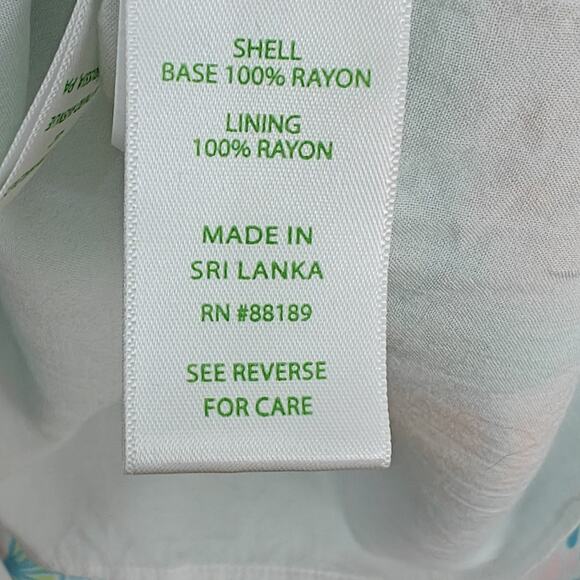 SHELL
BASE 100% RAYON
LINING
100% RAYON
MADE IN
SRI LANKA
RN #88189
SEE REVERSE
FOR CARE